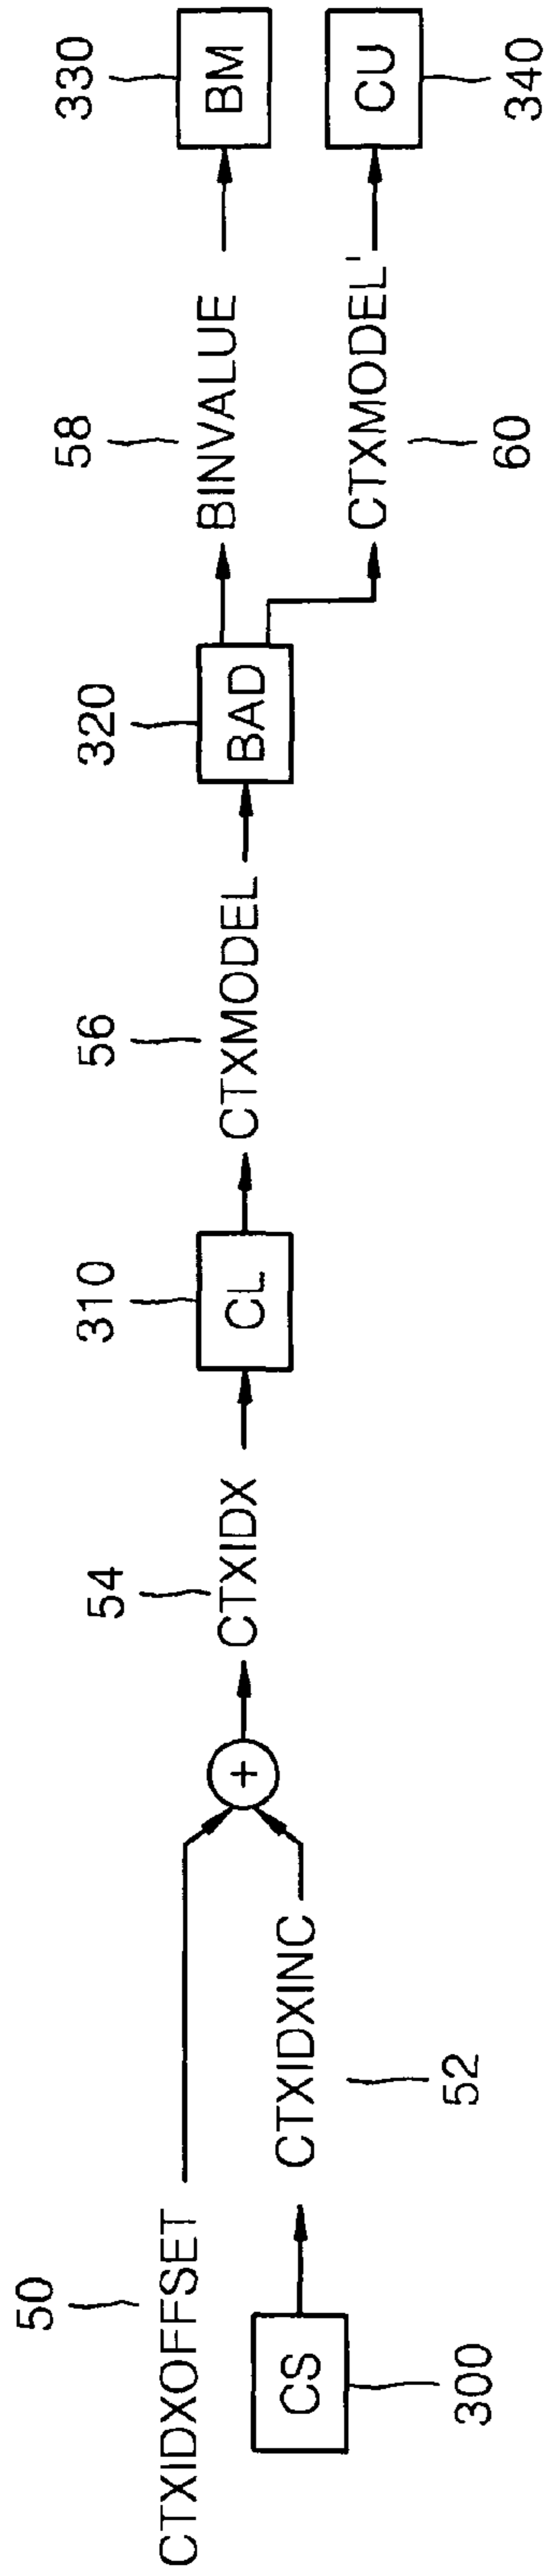 50
CTXIDXOFFSET
CS
300
CTXIDXINC
52
+
54
CTXIDX
310
CL
56
CTXMODEL
320
BAD
58
BINVALUE
CTXMODEL'
60
330
BM
CU
340